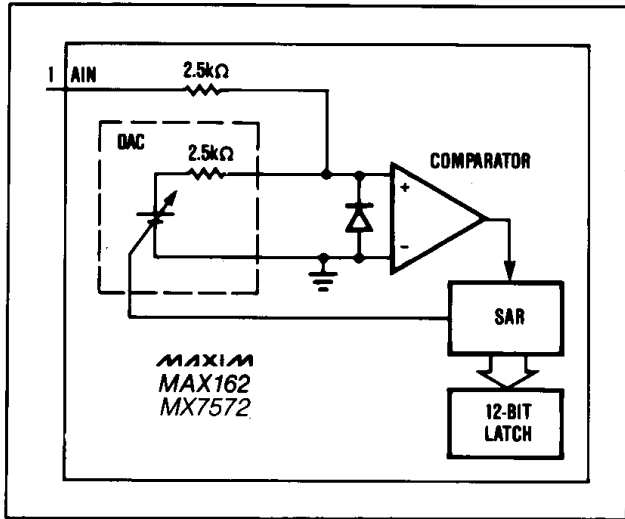 1 AIN
2.5kΩ
DAC
2.5kΩ
COMPARATOR
+
-
SAR
12-BIT
LATCH
MAXIM
MAX162
MX7572